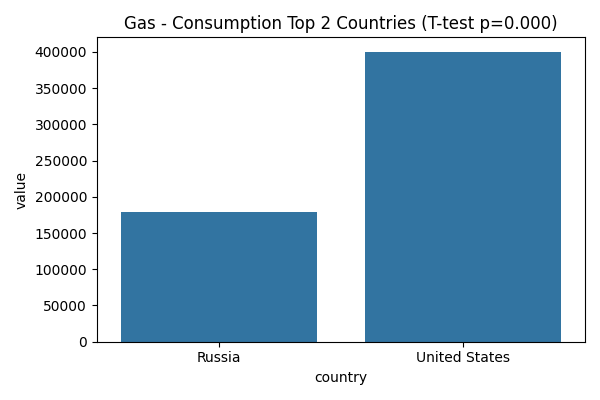 Gas - Consumption Top 2 Countries (T-test p=0.000)
400000
350000
300000
250000
200000
150000
100000
50000
0
value
Russia
United States
country